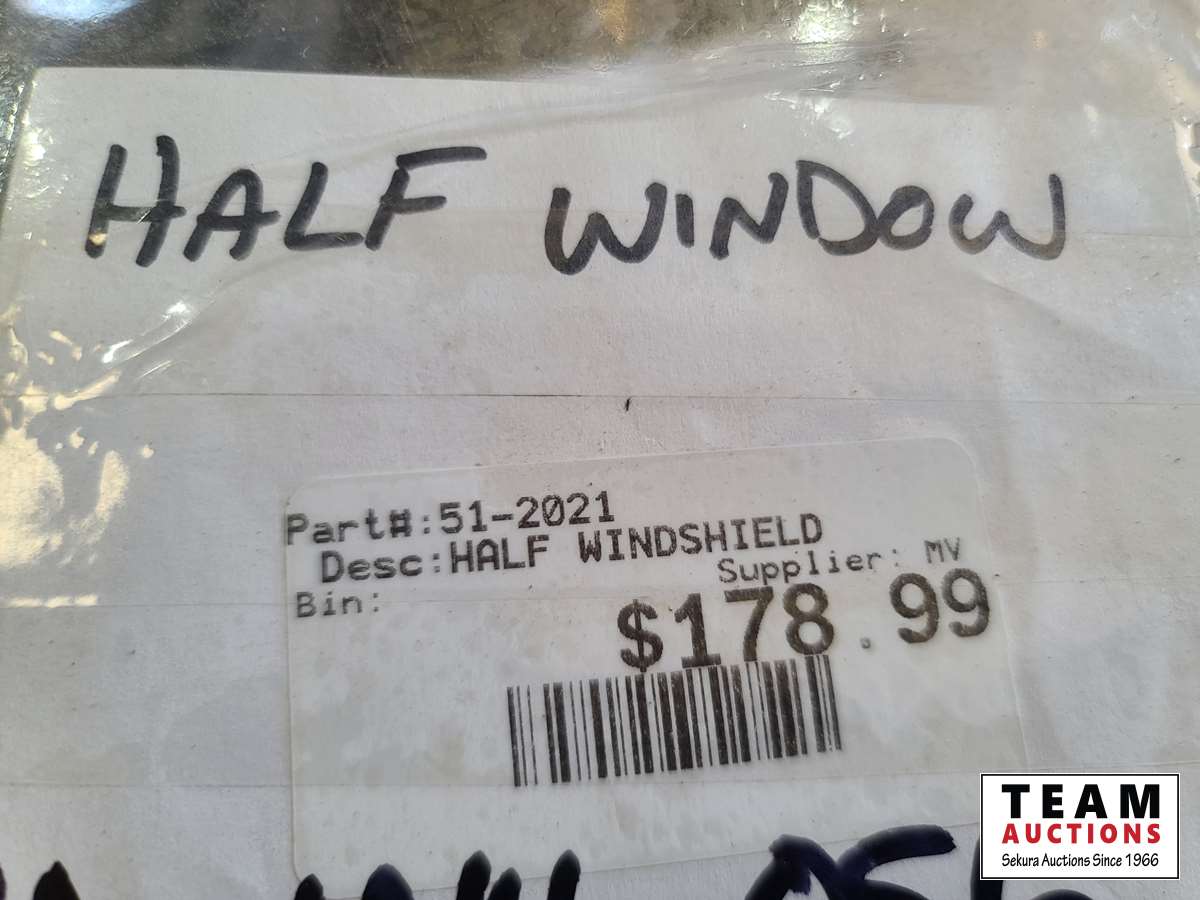 HALF WINDOW
Part#:51-2021
Desc:HALF WINDSHIELD
Supplier: MV
Bin:
$178.99
TEAM
AUCTIONS
Sekura Auctions Since 1966